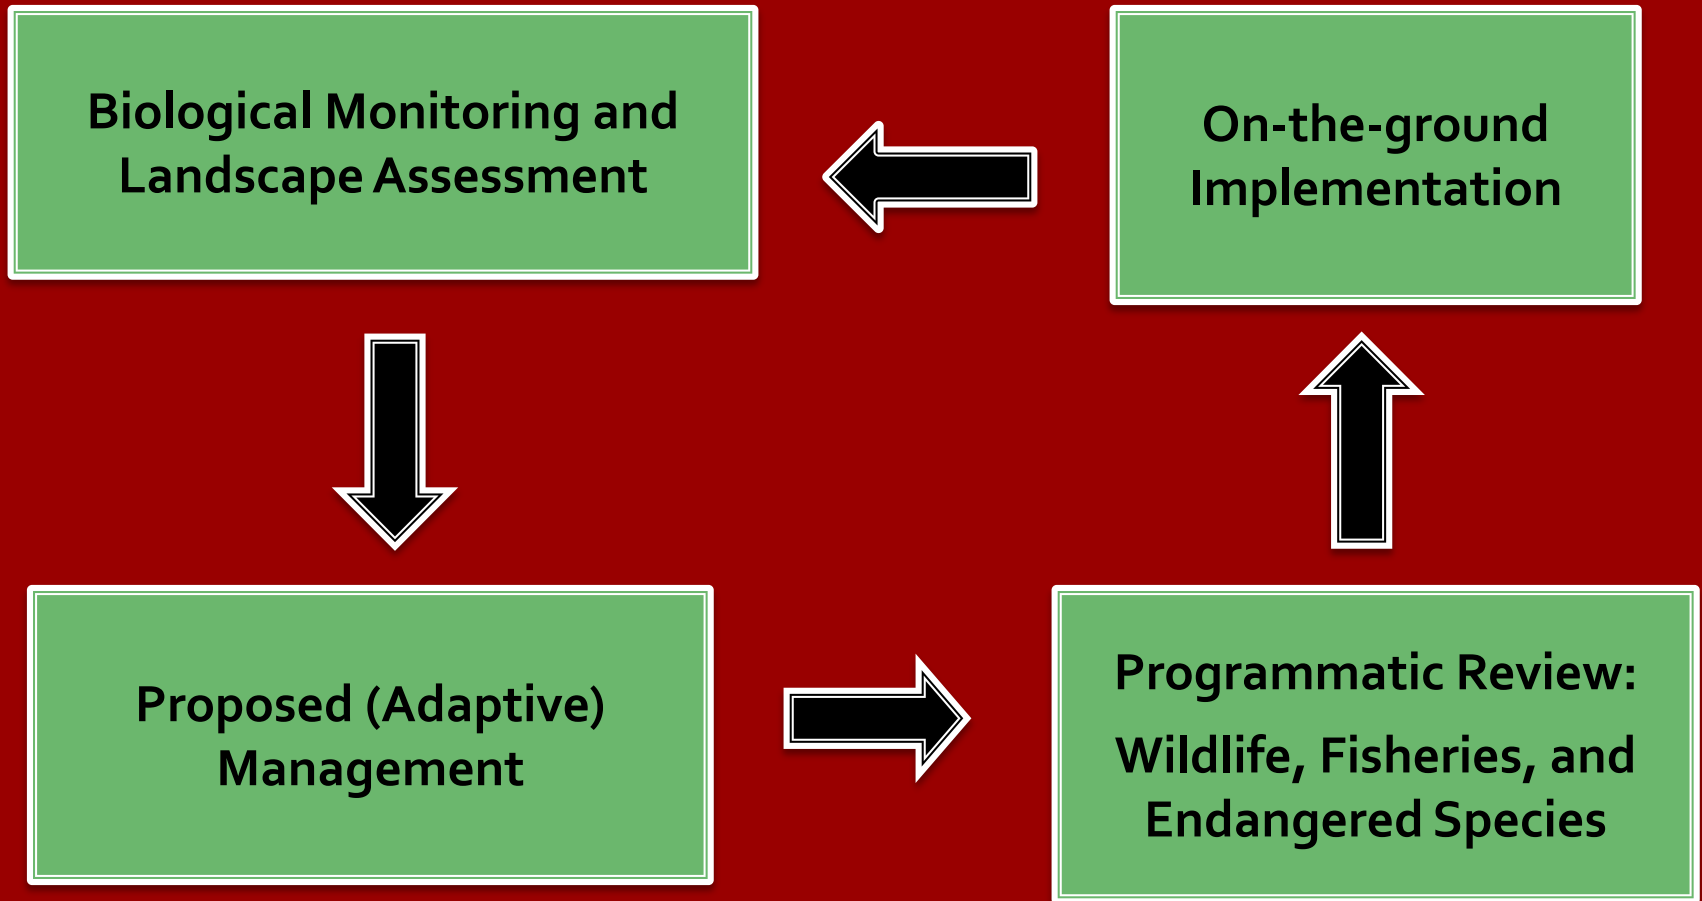 Biological Monitoring and
Landscape Assessment
On-the-ground
Implementation
Proposed (Adaptive)
Management
Programmatic Review:
Wildlife, Fisheries, and
Endangered Species